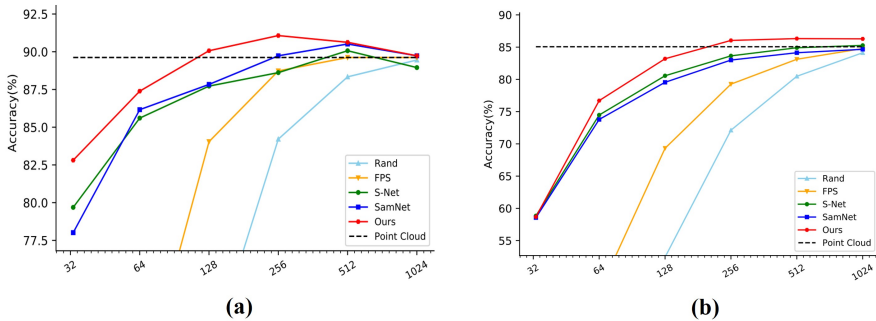 92.5
90.0
87.5
85.0
82.5
80.0
77.5
Accuracy(%)
32
64
128
256
512
1024
Rand
FPS
S-Net
SamNet
Ours
Point Cloud
(a)
90
85
80
75
70
65
60
55
Accuracy(%)
32
64
128
256
512
1024
Rand
FPS
S-Net
SamNet
Ours
Point Cloud
(b)